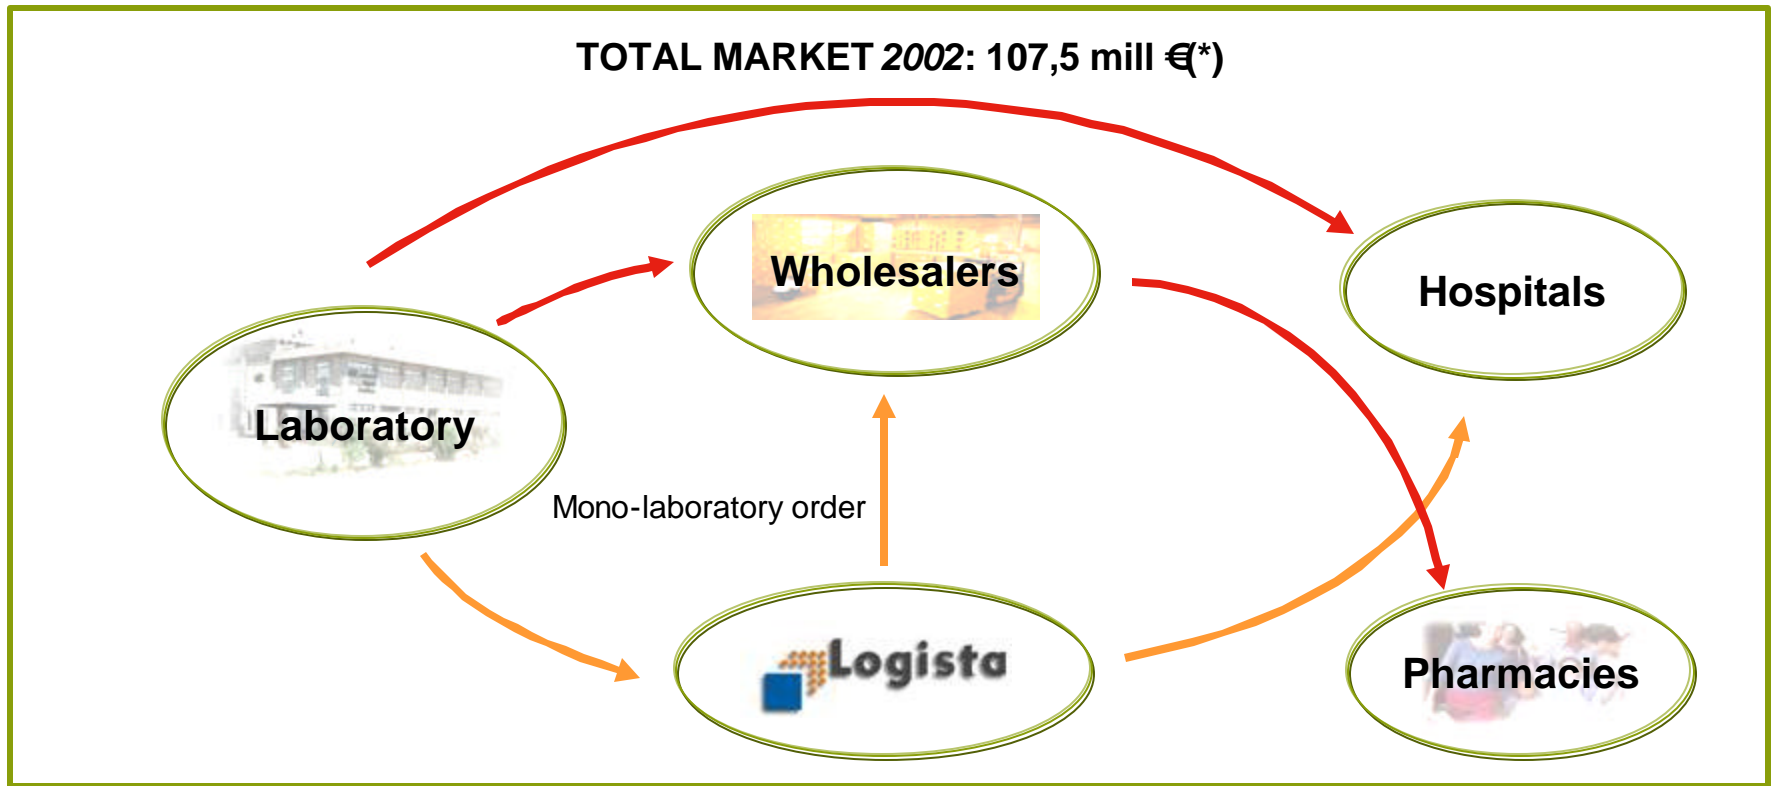 TOTAL MARKET 2002: 107,5 mill €(*)
Wholesalers
Hospitals
Laboratory
Mono-laboratory order
Logista
Pharmacies